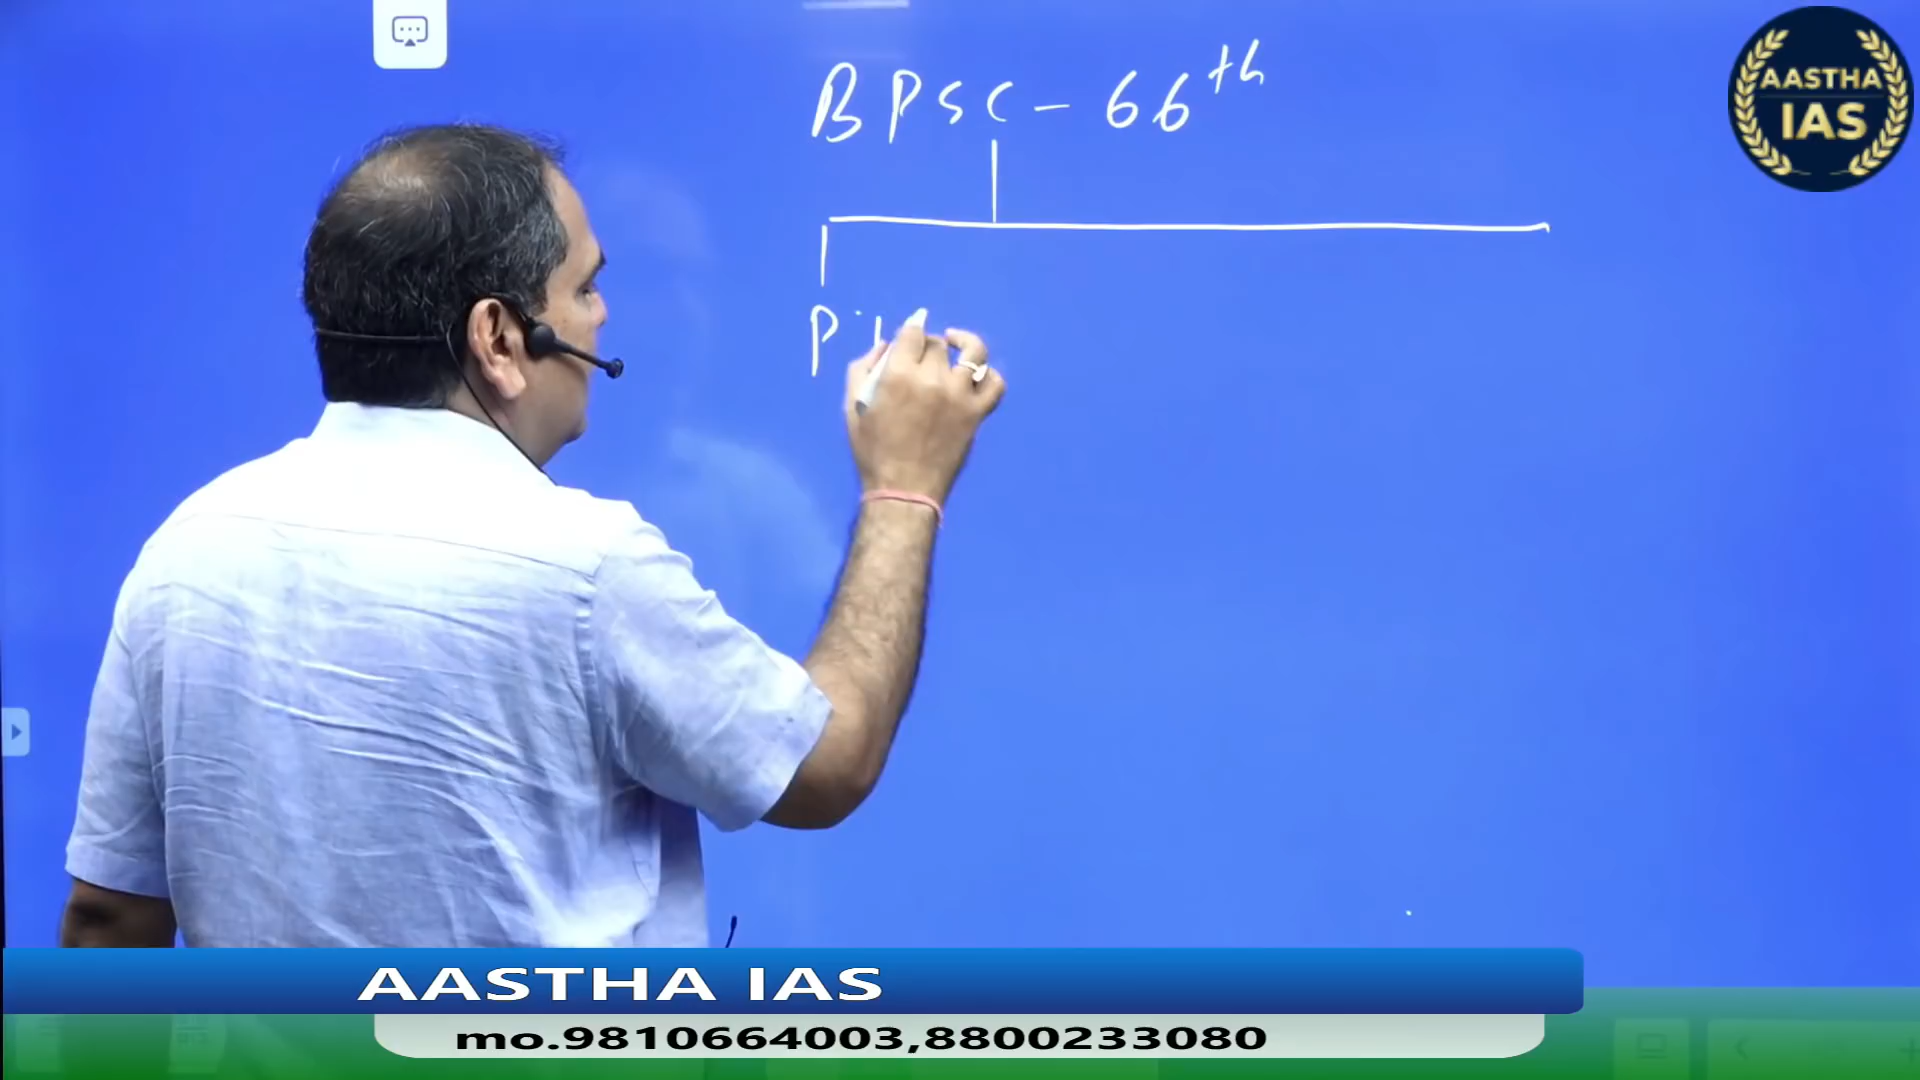 BPSC - 66th
P
AASTHA
IAS
AASTHA IAS
mo.9810664003,8800233080